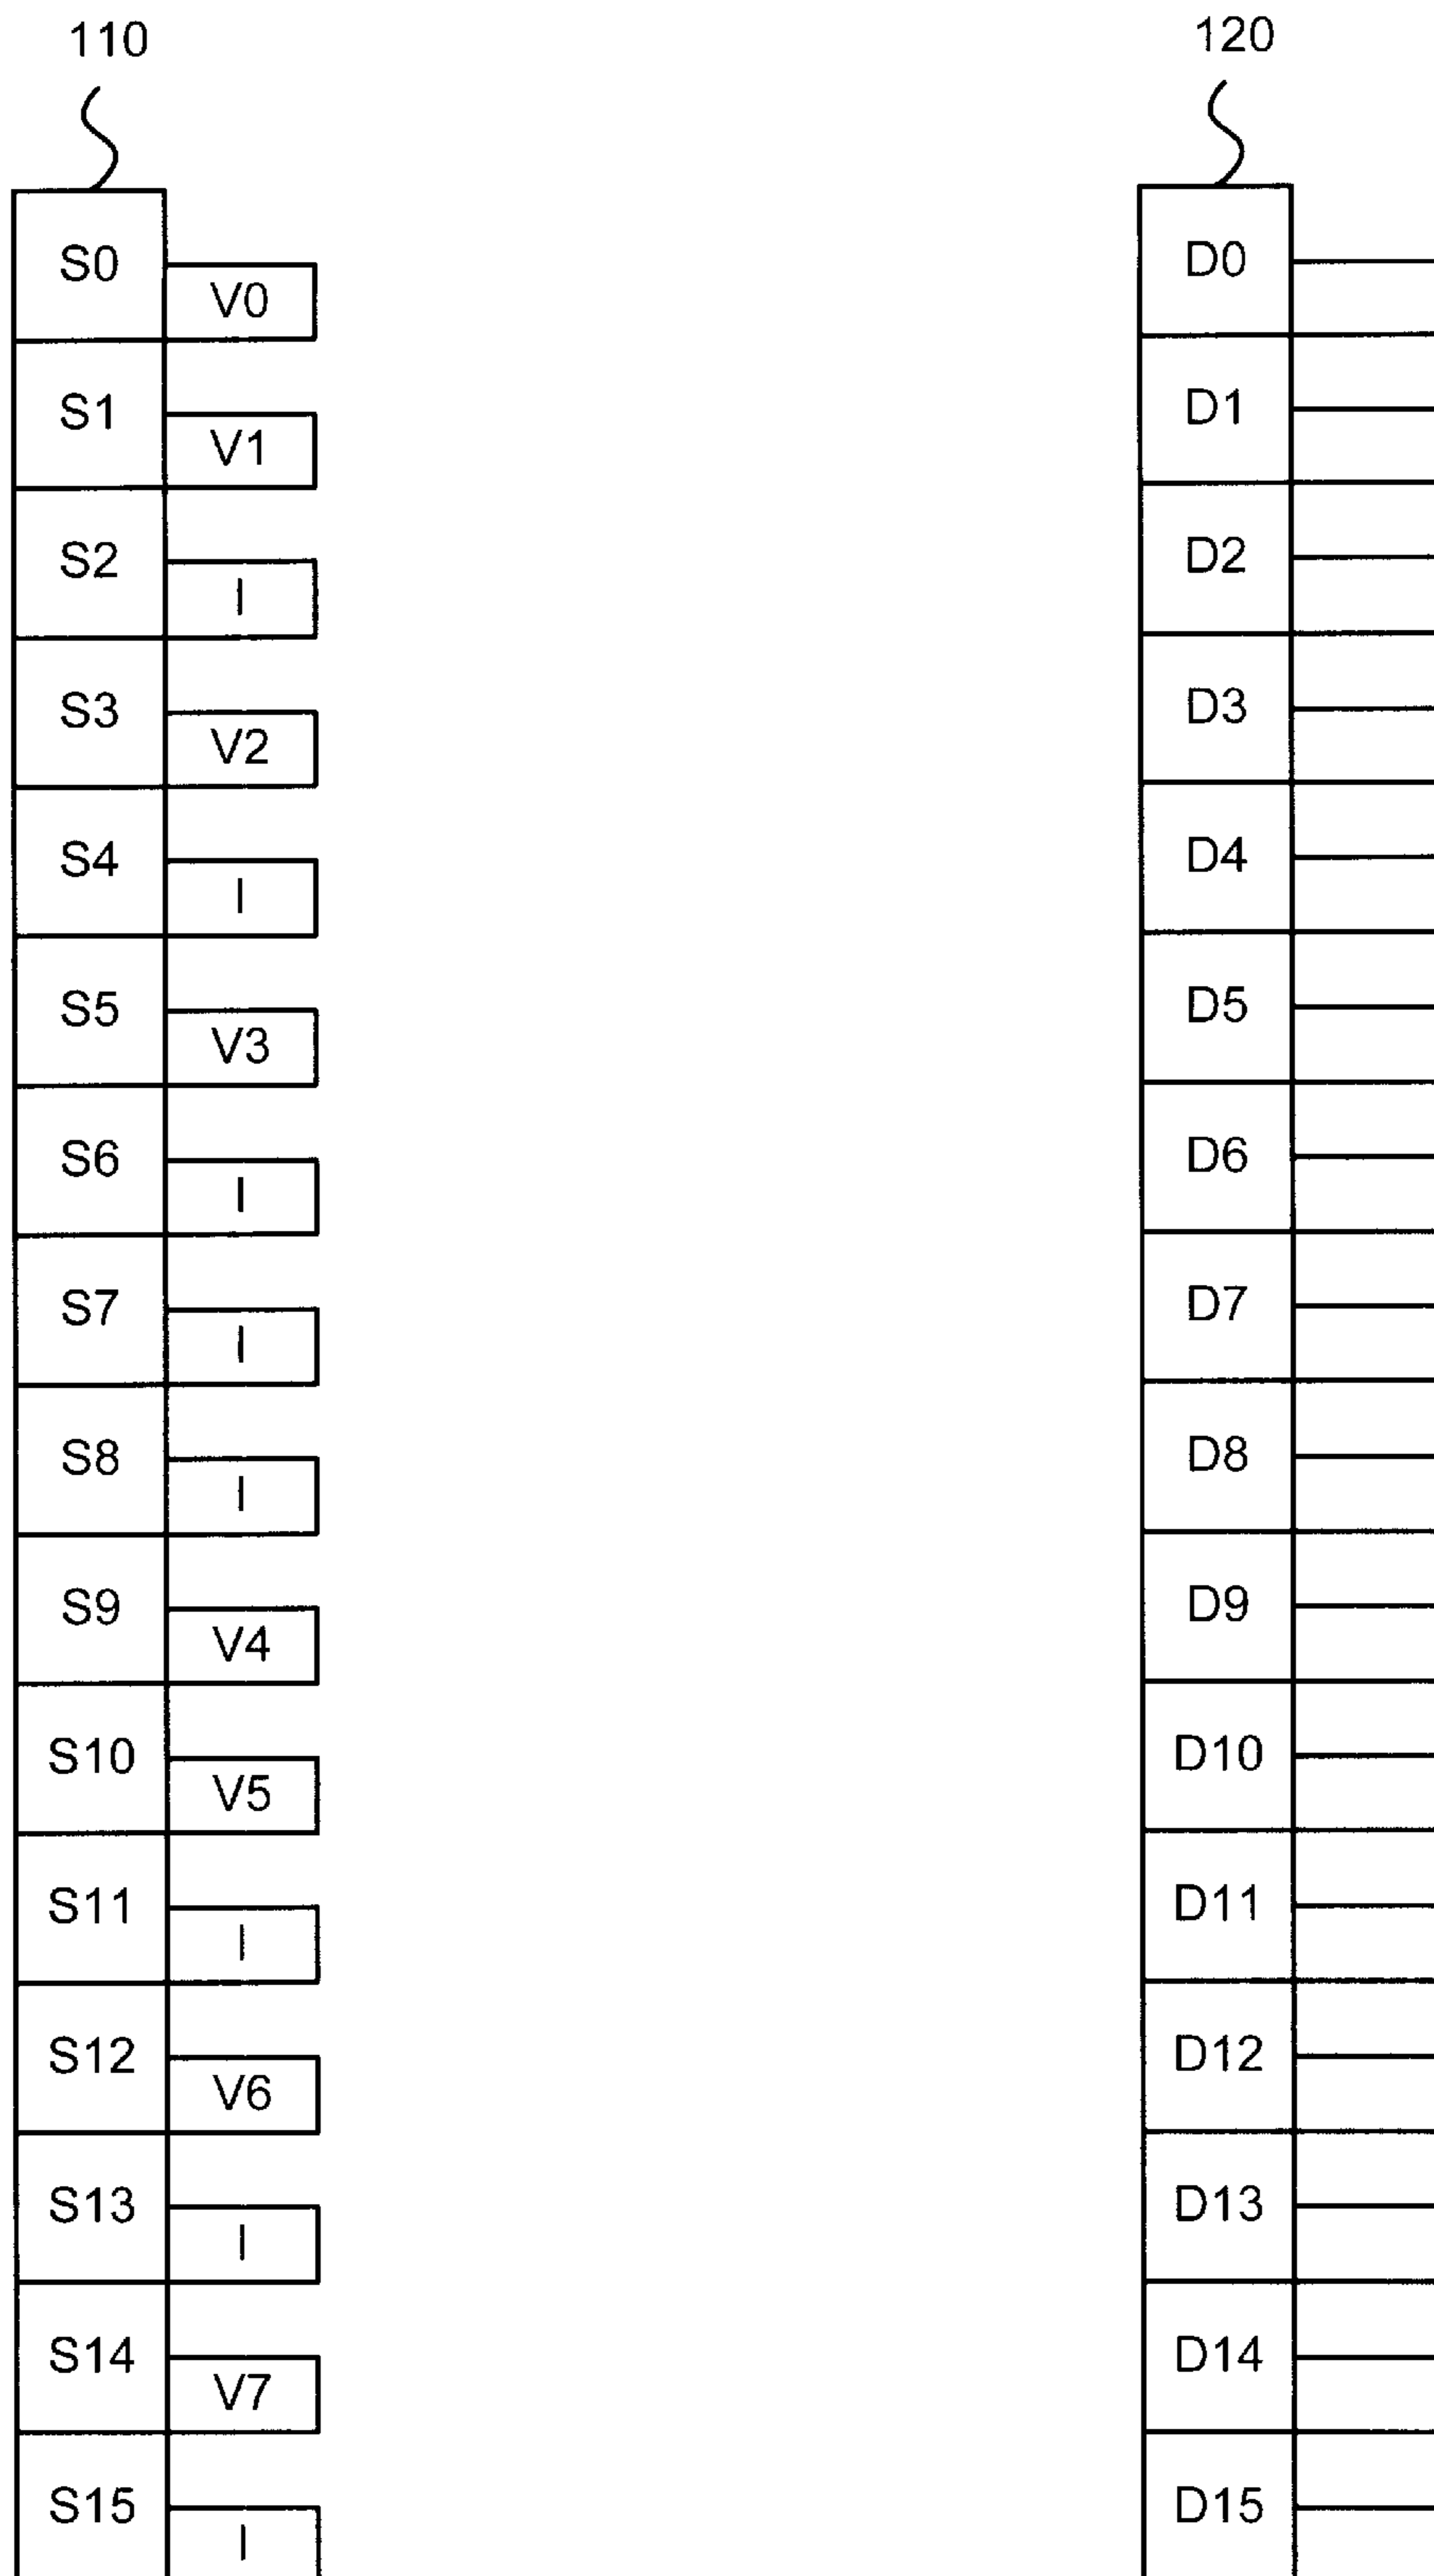 110
120
S0
V0
D0
S1
V1
D1
S2
I
D2
S3
V2
D3
S4
I
D4
S5
V3
D5
S6
I
D6
S7
I
D7
S8
I
D8
S9
V4
D9
S10
V5
D10
S11
I
D11
S12
V6
D12
S13
I
D13
S14
V7
D14
S15
I
D15